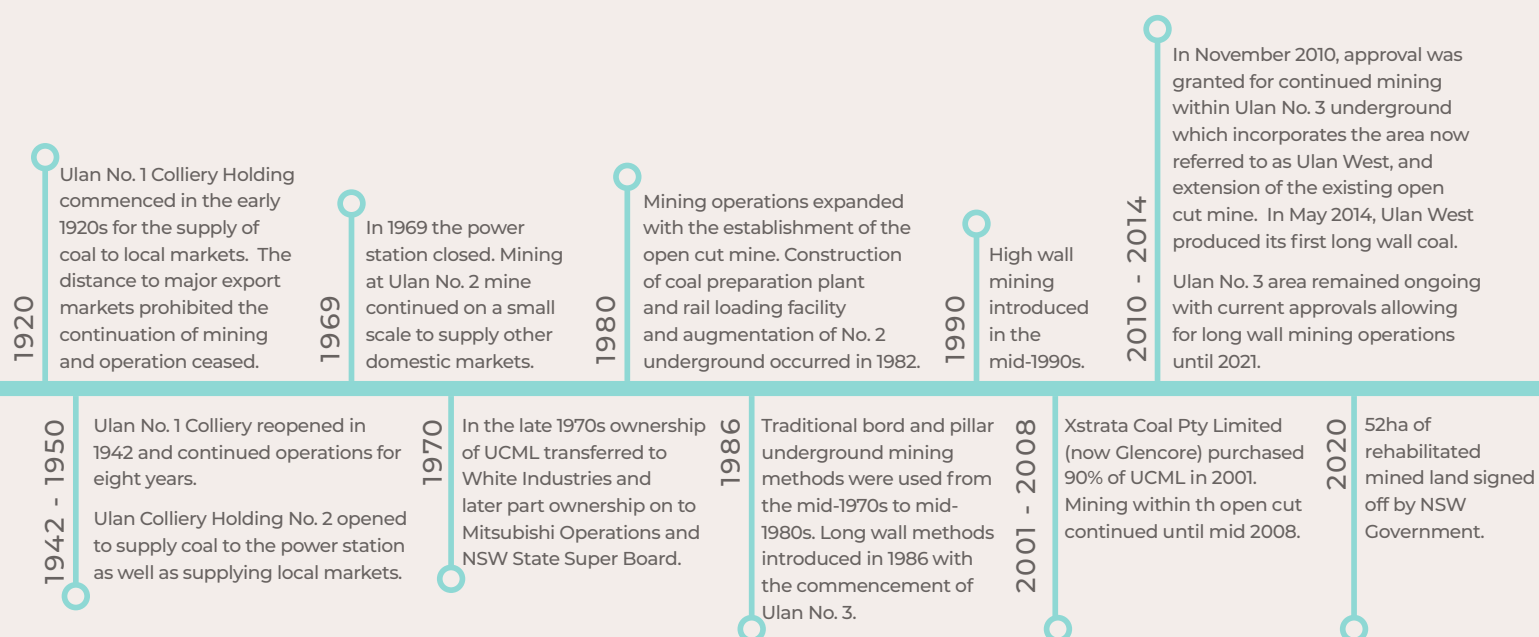 1920
Ulan No. 1 Colliery Holding
commenced in the early
1920s for the supply of
coal to local markets.  The
distance to major export
markets prohibited the
continuation of mining
and operation ceased.
1942 - 1950
Ulan No. 1 Colliery reopened in
1942 and continued operations for
eight years.
Ulan Colliery Holding No. 2 opened
to supply coal to the power station
as well as supplying local markets.
1969
In 1969 the power
station closed. Mining
at Ulan No. 2 mine
continued on a small
scale to supply other
domestic markets.
1970
In the late 1970s ownership
of UCML transferred to
White Industries and
later part ownership on to
Mitsubishi Operations and
NSW State Super Board.
1980
Mining operations expanded
with the establishment of the
open cut mine. Construction
of coal preparation plant
and rail loading facility
and augmentation of No. 2
underground occurred in 1982.
1986
Traditional bord and pillar
underground mining
methods were used from
the mid-1970s to mid-
1980s. Long wall methods
introduced in 1986 with
the commencement of
Ulan No. 3.
1990
High wall
mining
introduced
in the
mid-1990s.
2001 - 2008
Xstrata Coal Pty Limited
(now Glencore) purchased
90% of UCML in 2001.
Mining within th open cut
continued until mid 2008.
2010 - 2014
In November 2010, approval was
granted for continued mining
within Ulan No. 3 underground
which incorporates the area now
referred to as Ulan West, and
extension of the existing open
cut mine.  In May 2014, Ulan West
produced its first long wall coal.
Ulan No. 3 area remained ongoing
with current approvals allowing
for long wall mining operations
until 2021.
2020
52ha of
rehabilitated
mined land signed
off by NSW
Government.